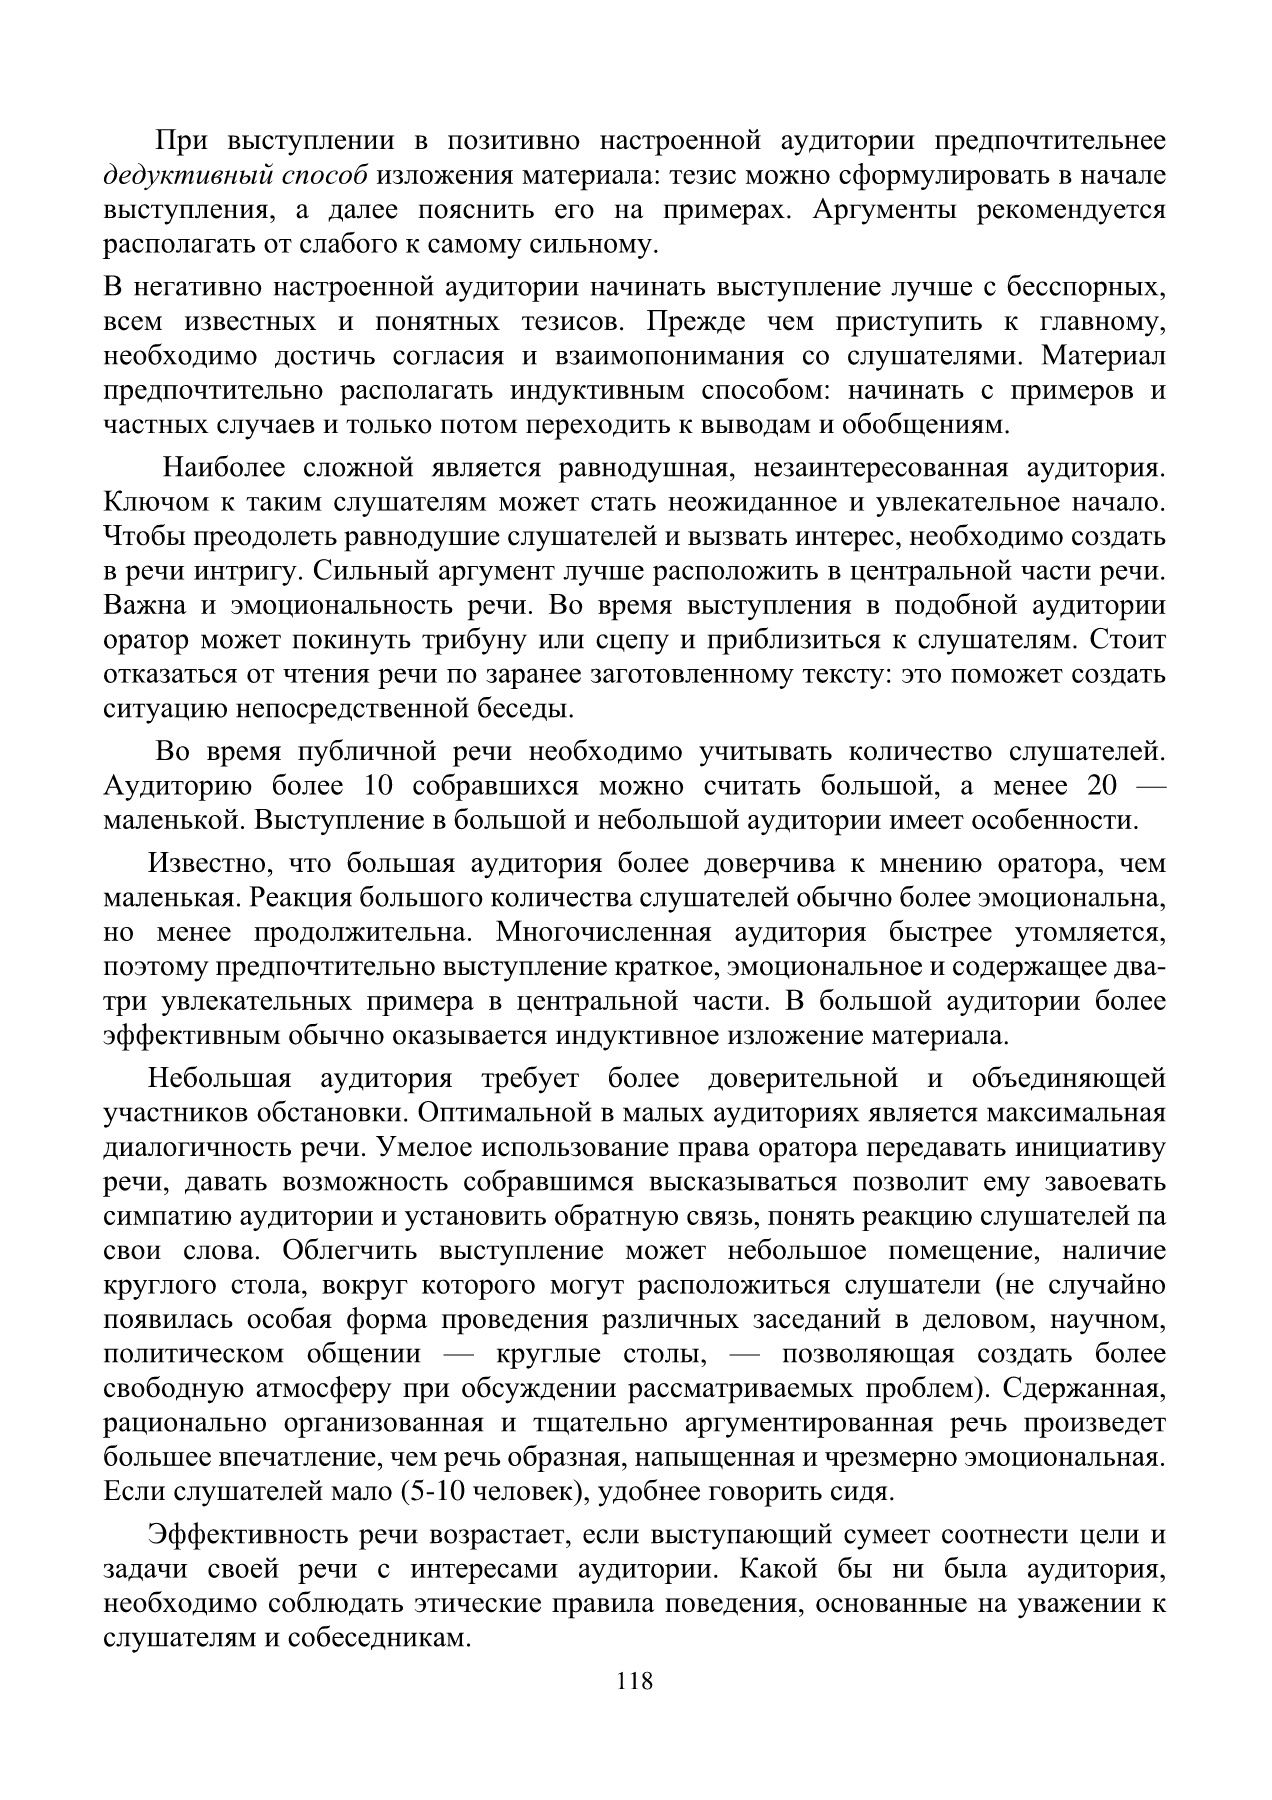 При выступлении в позитивно настроенной аудитории предпочтительнее
дедуктивный способ изложения материала: тезис можно сформулировать в начале
выступления, а далее пояснить его на примерах. Аргументы рекомендуется
располагать от слабого к самому сильному.
В негативно настроенной аудитории начинать выступление лучше с бесспорных,
всем известных и понятных тезисов. Прежде чем приступить к главному,
необходимо достичь согласия и взаимопонимания со слушателями. Материал
предпочтительно располагать индуктивным способом: начинать с примеров и
частных случаев и только потом переходить к выводам и обобщениям.
Наиболее сложной является равнодушная, незаинтересованная аудитория.
Ключом к таким слушателям может стать неожиданное и увлекательное начало.
Чтобы преодолеть равнодушие слушателей и вызвать интерес, необходимо создать
в речи интригу. Сильный аргумент лучше расположить в центральной части речи.
Важна и эмоциональность речи. Во время выступления в подобной аудитории
оратор может покинуть трибуну или сцепу и приблизиться к слушателям. Стоит
отказаться от чтения речи по заранее заготовленному тексту: это поможет создать
ситуацию непосредственной беседы.
Во время публичной речи необходимо учитывать количество слушателей.
Аудиторию более 10 собравшихся можно считать большой, а менее 20 —
маленькой. Выступление в большой и небольшой аудитории имеет особенности.
Известно, что большая аудитория более доверчива к мнению оратора, чем
маленькая. Реакция большого количества слушателей обычно более эмоциональна,
но менее продолжительна. Многочисленная аудитория быстрее утомляется,
поэтому предпочтительно выступление краткое, эмоциональное и содержащее два-
три увлекательных примера в центральной части. В большой аудитории более
эффективным обычно оказывается индуктивное изложение материала.
Небольшая аудитория требует более доверительной и объединяющей
участников обстановки. Оптимальной в малых аудиториях является максимальная
диалогичность речи. Умелое использование права оратора передавать инициативу
речи, давать возможность собравшимся высказываться позволит ему завоевать
симпатию аудитории и установить обратную связь, понять реакцию слушателей па
свои слова. Облегчить выступление может небольшое помещение, наличие
круглого стола, вокруг которого могут расположиться слушатели (не случайно
появилась особая форма проведения различных заседаний в деловом, научном,
политическом общении — круглые столы, — позволяющая создать более
свободную атмосферу при обсуждении рассматриваемых проблем). Сдержанная,
рационально организованная и тщательно аргументированная речь произведет
большее впечатление, чем речь образная, напыщенная и чрезмерно эмоциональная.
Если слушателей мало (5-10 человек), удобнее говорить сидя.
Эффективность речи возрастает, если выступающий сумеет соотнести цели и
задачи своей речи с интересами аудитории. Какой бы ни была аудитория,
необходимо соблюдать этические правила поведения, основанные на уважении к
слушателям и собеседникам.
118